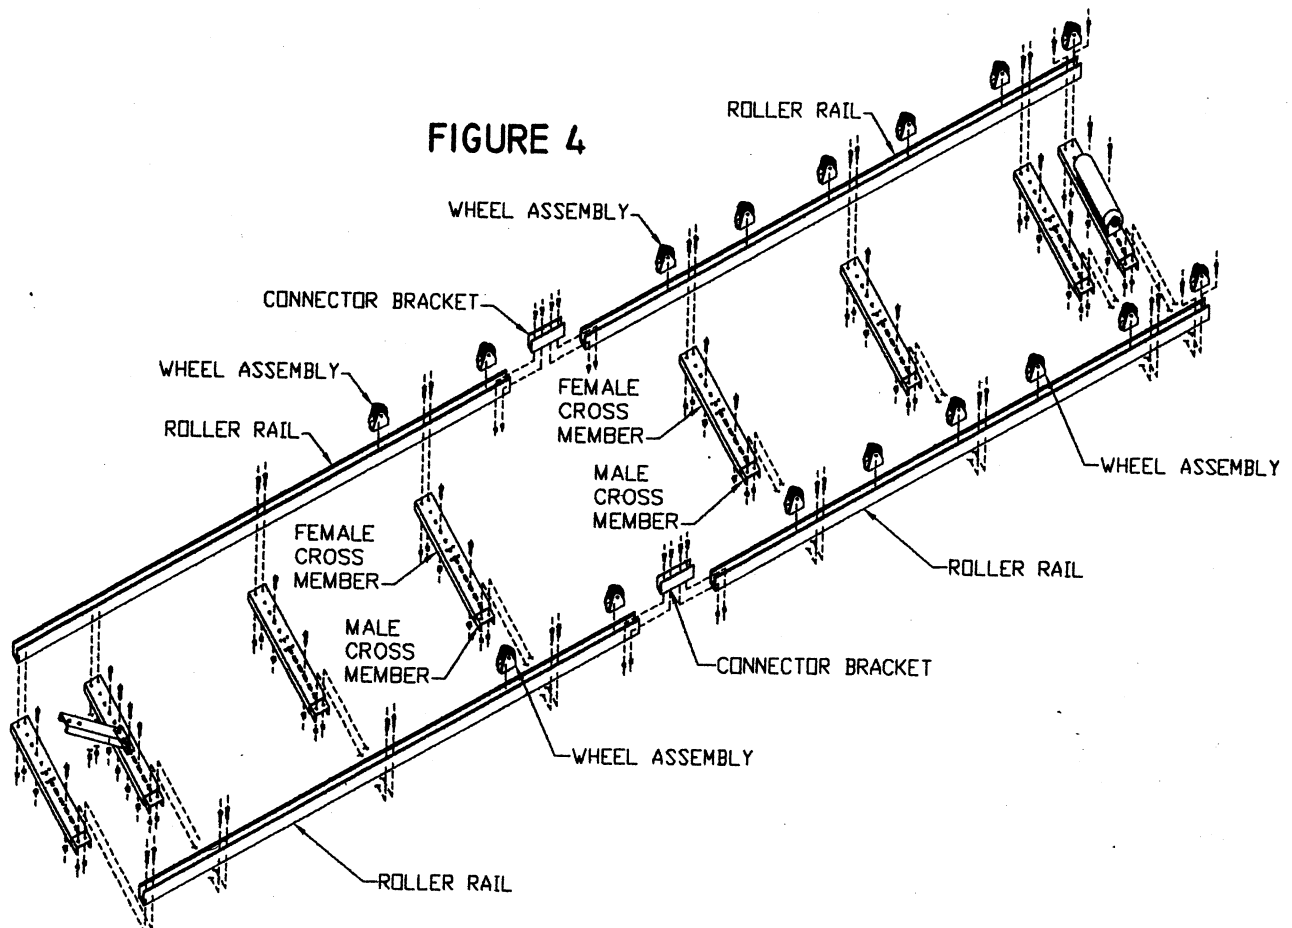 FIGURE 4
ROLLER RAIL
WHEEL ASSEMBLY
CONNECTOR BRACKET
WHEEL ASSEMBLY
ROLLER RAIL
FEMALE
CROSS
MEMBER
MALE
CROSS
MEMBER
WHEEL ASSEMBLY
FEMALE
CROSS
MEMBER
MALE
CROSS
MEMBER
ROLLER RAIL
CONNECTOR BRACKET
WHEEL ASSEMBLY
ROLLER RAIL